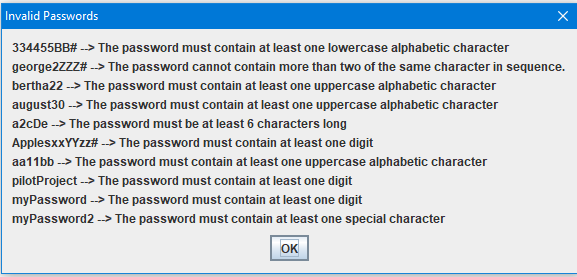 Invalid Passwords
334455BB# --> The password must contain at least one lowercase alphabetic character
george2ZZZ# --> The password cannot contain more than two of the same character in sequence.
bertha22 --> The password must contain at least one uppercase alphabetic character
august30 --> The password must contain at least one uppercase alphabetic character
a2cDe --> The password must be at least 6 characters long
ApplesxxYYzz# --> The password must contain at least one digit
aa11bb --> The password must contain at least one uppercase alphabetic character
pilotProject --> The password must contain at least one digit
myPassword --> The password must contain at least one digit
myPassword2 --> The password must contain at least one special character
OK